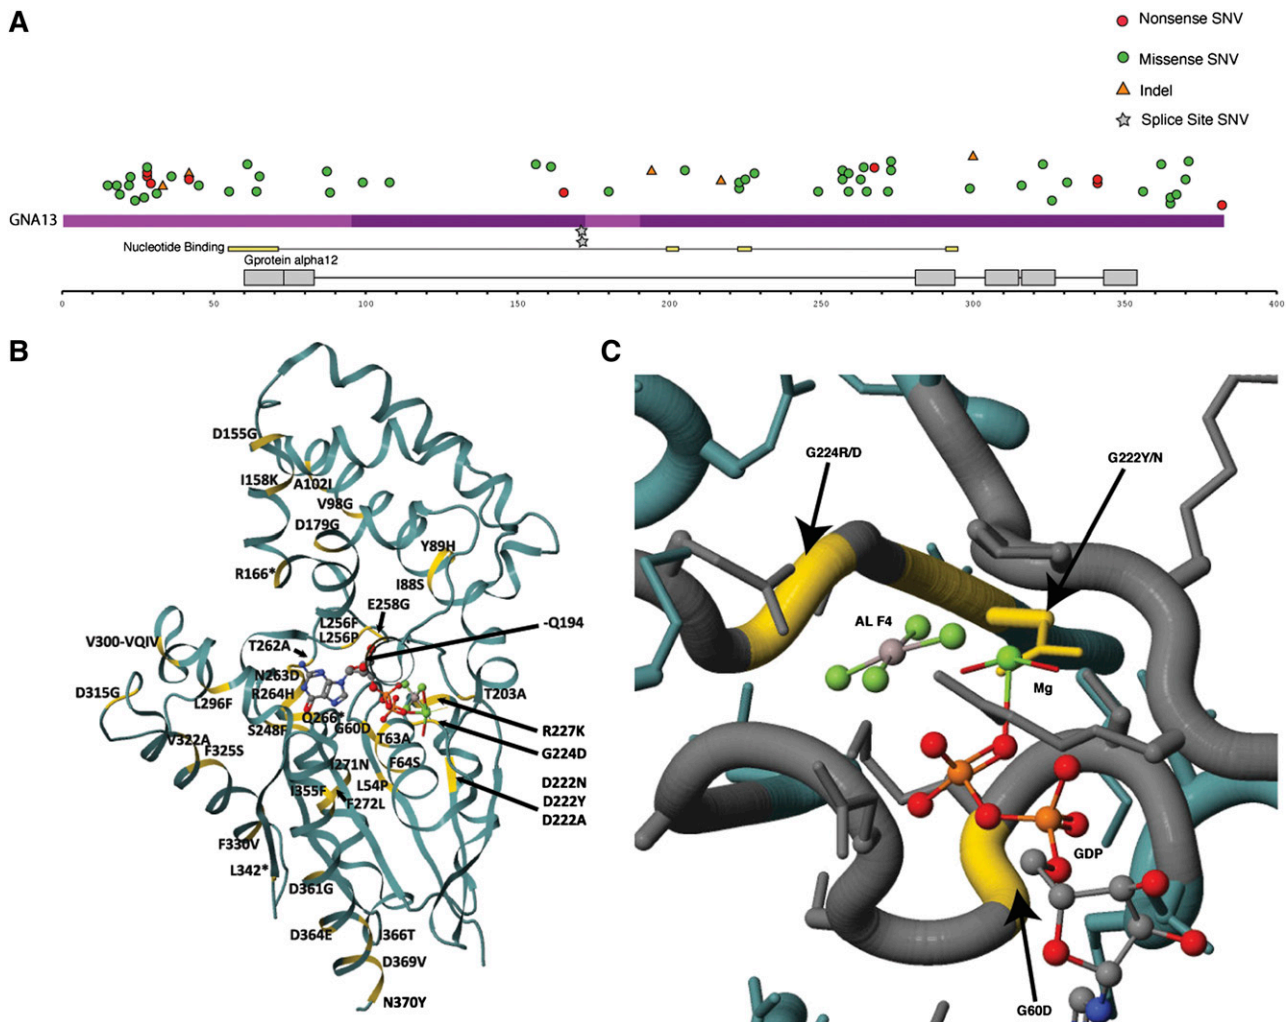 A
Nonsense SNV
Missense SNV
Indel
Splice Site SNV
GNA13
Nucleotide Binding
Gprotein alpha12
0 50 100 150 200 250 300 350 400
B
D155G
I158K
A102I
V98G
D179G
Y89H
R166*
I88S
E258G
L256F
L256P
-Q194
V300-VQIV
T262A
N263D
D315G
R264H
T203A
L296F
Q266*
G60D
R227K
S248F
T63A
V322A
F325S
G224D
I271N
F64S
D222N
I355F
L54P
F272L
D222Y
D222A
F330V
L342*
D361G
D364E
I366T
D369V
N370Y
C
G224R/D
G222Y/N
AL F4
Mg
GDP
G60D